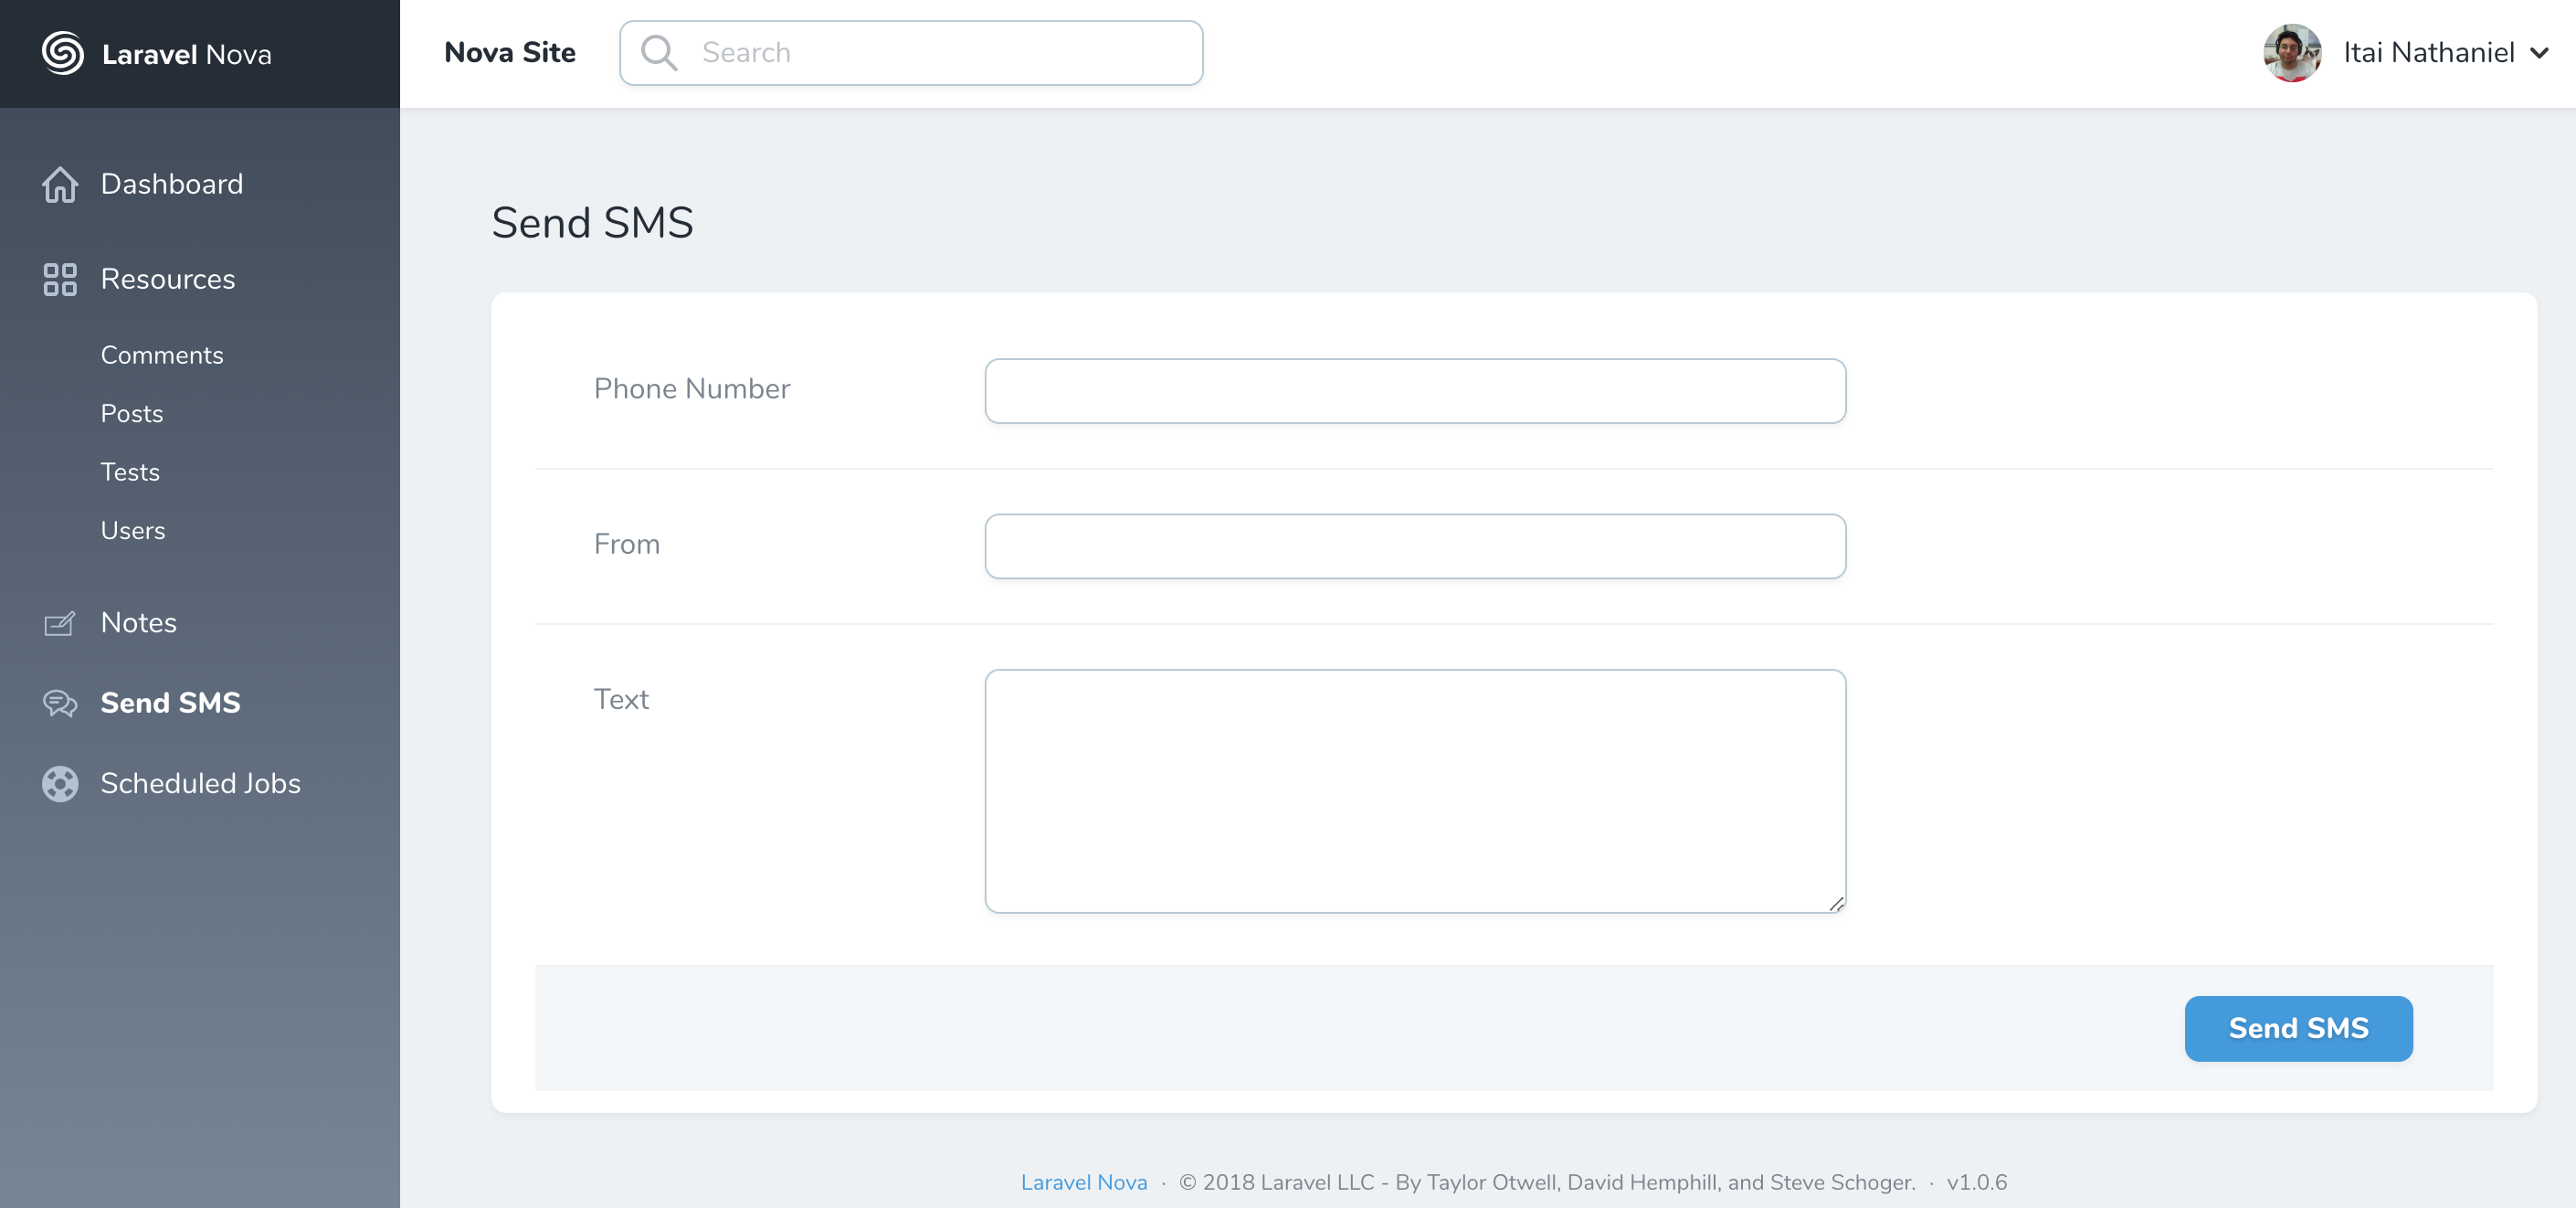 Laravel Nova
Nova Site
Search
Itai Nathaniel
Dashboard
Resources
Comments
Posts
Tests
Users
Notes
Send SMS
Scheduled Jobs
Send SMS
Phone Number
From
Text
Send SMS
Laravel Nova · © 2018 Laravel LLC - By Taylor Otwell, David Hemphill, and Steve Schoger. · v1.0.6